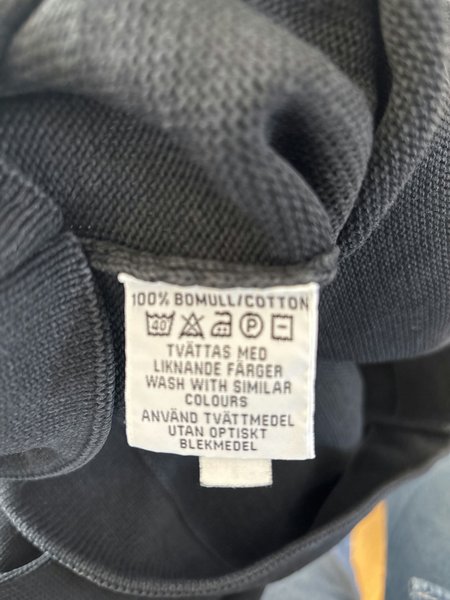 100% BOMULL/COTTON
40 P
TVÄTTAS MED
LIKNANDE FÄRGER
WASH WITH SIMILAR
COLOURS
ANVÄND TVÄTTMEDEL
UTAN OPTISKT
BLEKMEDEL